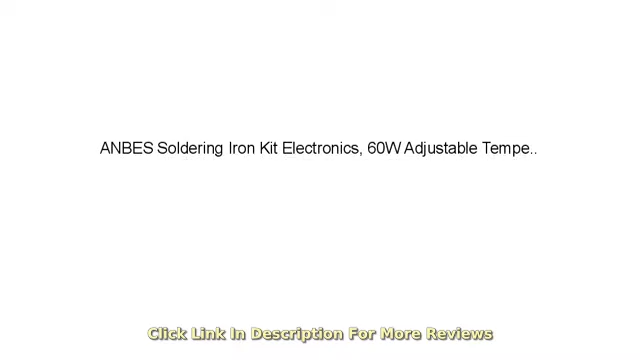 ANBES Soldering Iron Kit Electronics, 60W Adjustable Tempe..
Click Link In Description For More Reviews